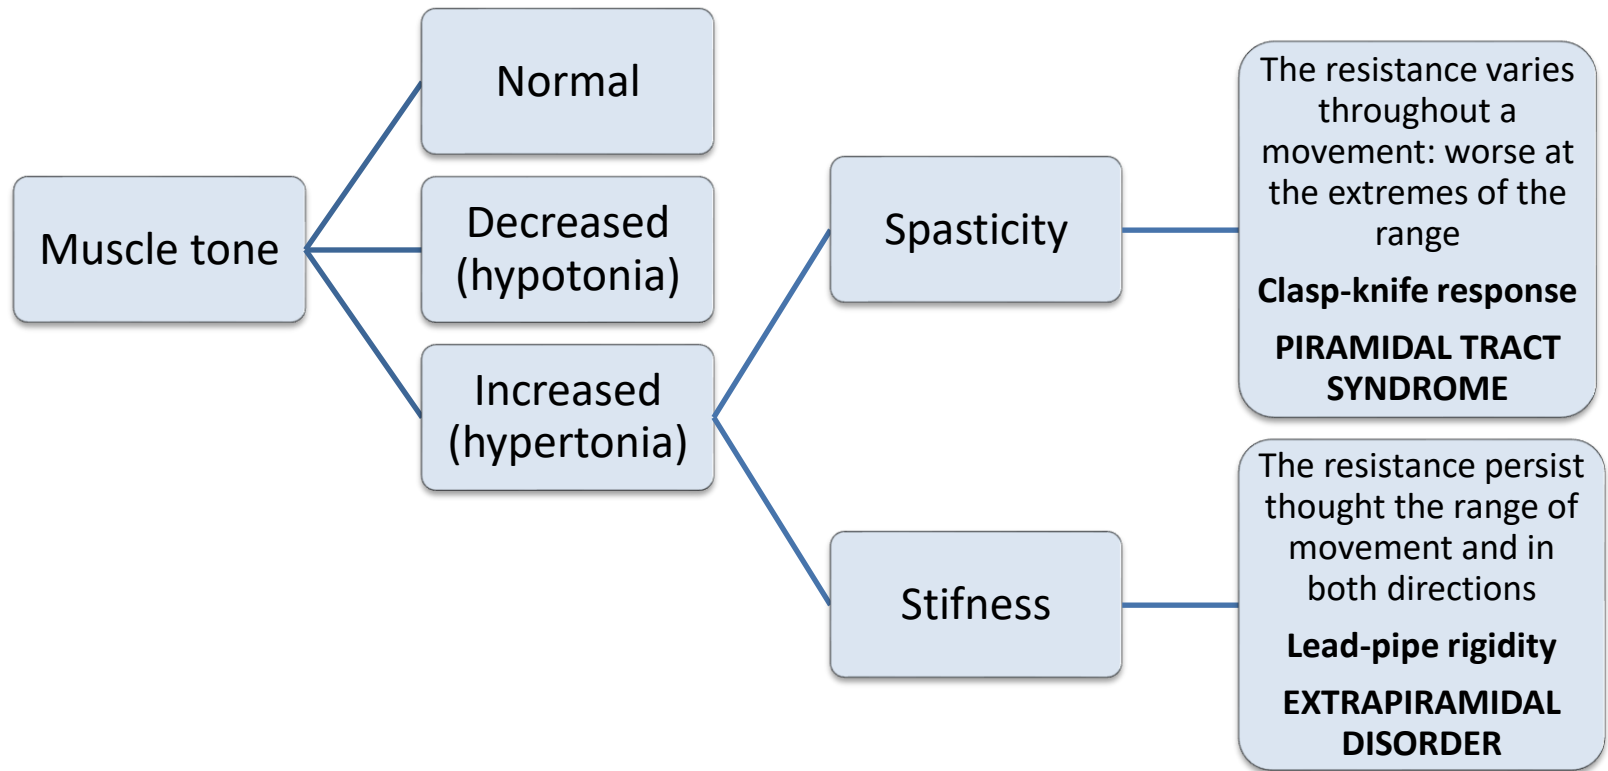 Muscle tone
Normal
Decreased
(hypotonia)
Increased
(hypertonia)
Spasticity
Stifness
The resistance varies
throughout a
movement: worse at
the extremes of the
range
Clasp-knife response
PIRAMIDAL TRACT
SYNDROME
The resistance persist
thought the range of
movement and in
both directions
Lead-pipe rigidity
EXTRAPIRAMIDAL
DISORDER